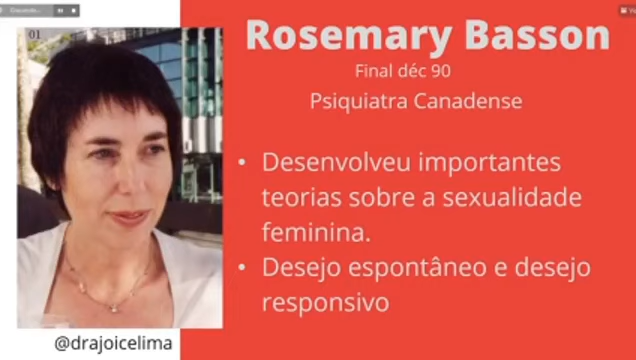 01
Rosemary Basson
Final déc 90
Psiquiatra Canadense
• Desenvolveu importantes
teorias sobre a sexualidade
feminina.
• Desejo espontâneo e desejo
responsivo
@drajoicelima